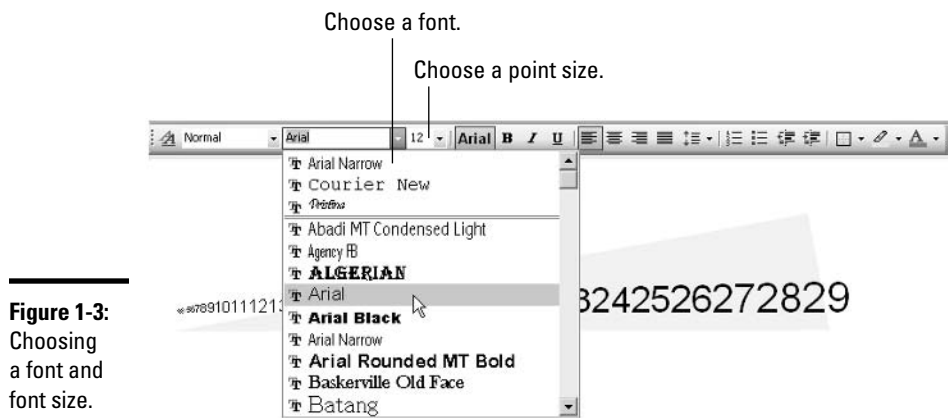 Choose a font.
Choose a point size.
Normal Arial 12 Arial B I U A
Arial Narrow
Courier New
Pristina
Abadi MT Condensed Light
Agency FB
ALGERIAN
Arial
Arial Black
Arial Narrow
Arial Rounded MT Bold
Baskerville Old Face
Batang
78910111213
3242526272829
Figure 1-3:
Choosing
a font and
font size.